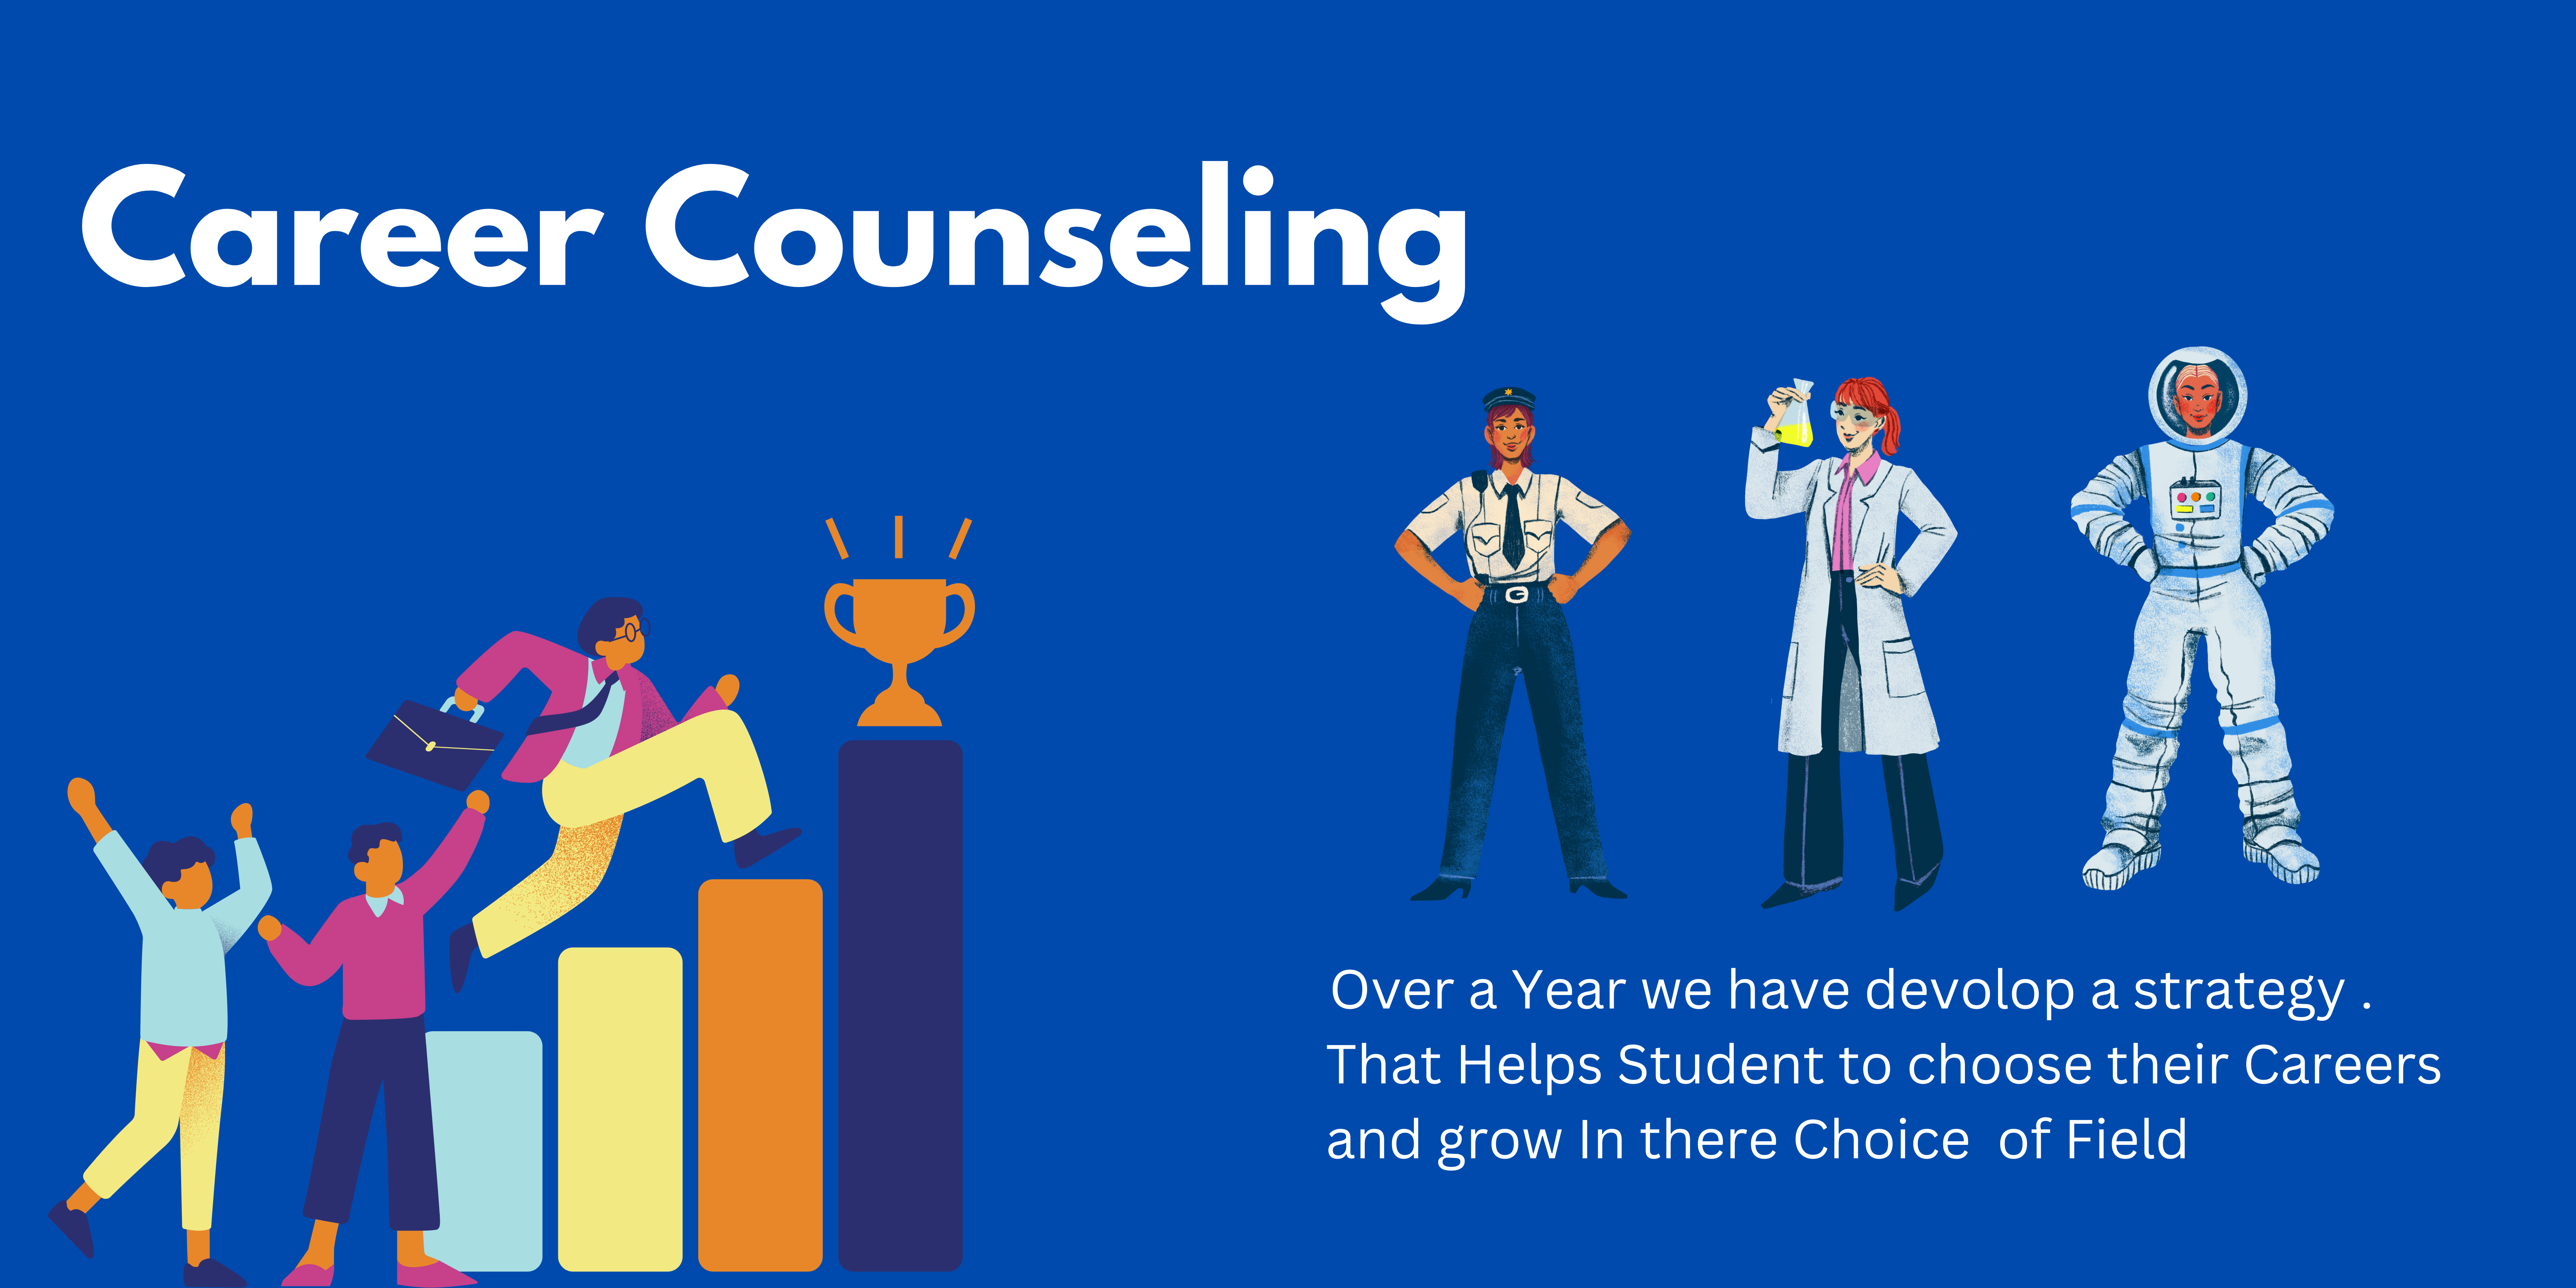 Career Counseling
Over a Year we have devolop a strategy .
That Helps Student to choose their Careers
and grow In there Choice  of Field